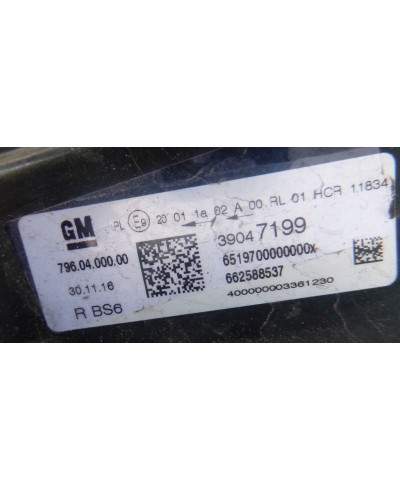 GM
PL E9 20 01 1a 02 A 00 RL 01 HCR 11834
39047199
796.04.000.00
6519700000000X
30.11.16
662588537
R BS6
400000003361230